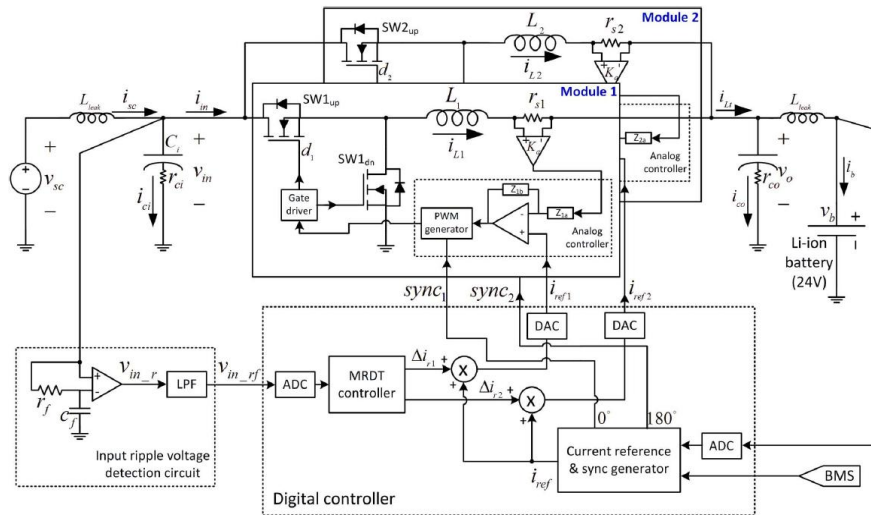 Module 2
SW2up
d2
L2
iL2
rs2
+ Ka -
Module 1
Lleak
isc
iin
SW1up
d1
L1
iL1
rs1
+ Ka -
iLs
Lleak
vsc
Ci
rci
ici
vin
SW1dn
Gate driver
PWM generator
Z1b
Z1a
Analog controller
Z2a
Analog controller
rco
vo
ico
ib
vb
Li-ion battery (24V)
sync1
sync2
iref1
iref2
DAC
DAC
rf
cf
vin_r
LPF
vin_rf
Input ripple voltage detection circuit
ADC
MRDT controller
Δir1
X
Δir2
X
iref
0°
180°
Current reference & sync generator
ADC
BMS
Digital controller